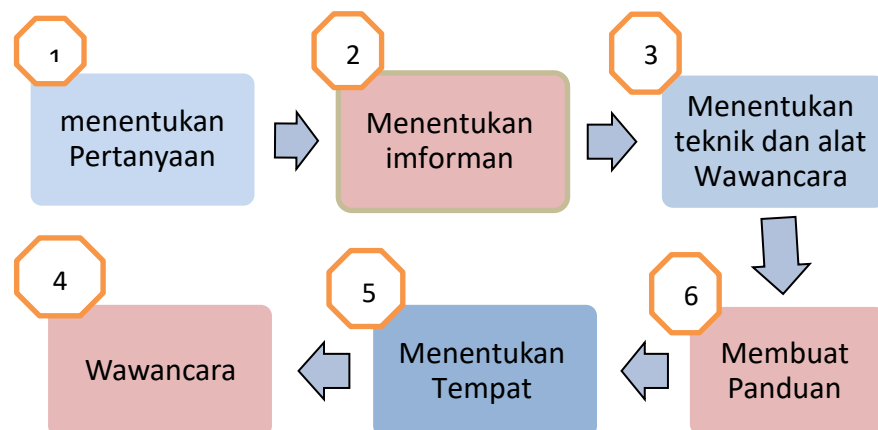 1
menentukan
Pertanyaan
2
Menentukan
imforman
3
Menentukan
teknik dan alat
Wawancara
4
Wawancara
5
Menentukan
Tempat
6
Membuat
Panduan